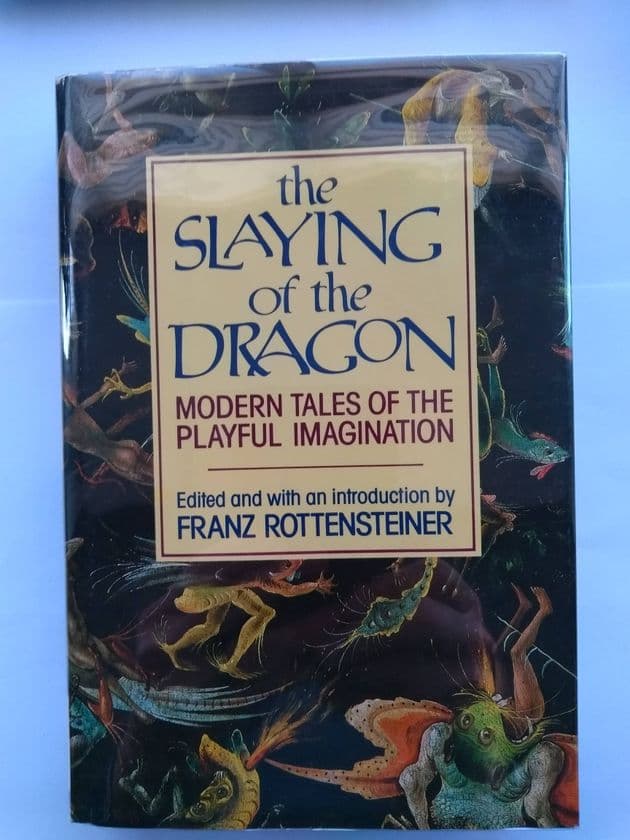 the
SLAYING
of the
DRAGON
MODERN TALES OF THE
PLAYFUL IMAGINATION
Edited and with an introduction by
FRANZ ROTTENSTEINER